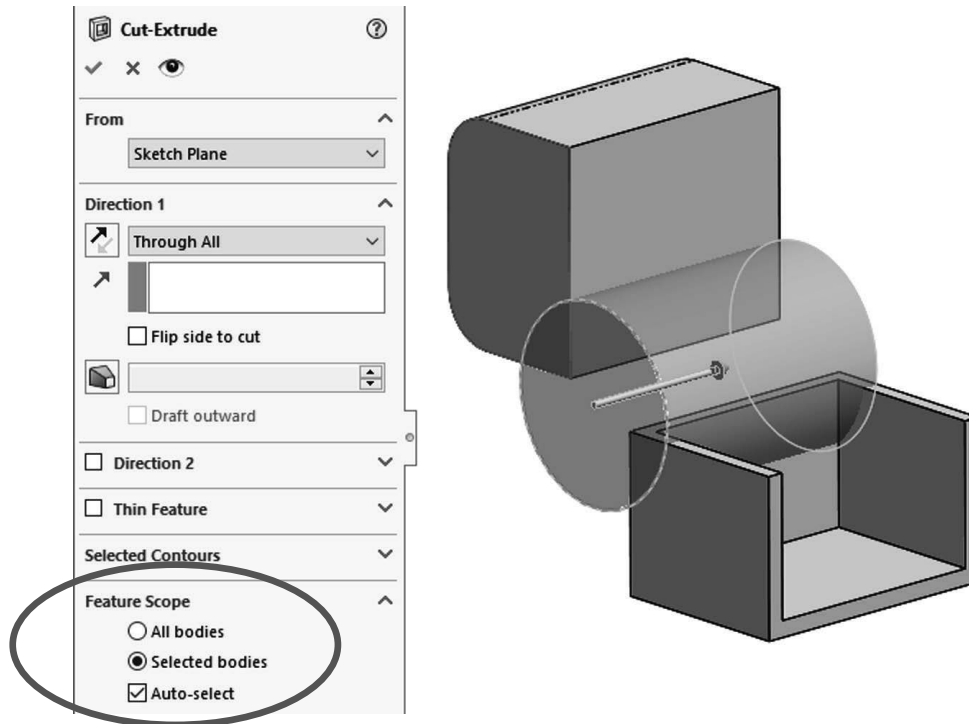 Cut-Extrude ?
From
Sketch Plane
Direction 1
Through All
Flip side to cut
Draft outward
Direction 2
Thin Feature
Selected Contours
Feature Scope
All bodies
Selected bodies
Auto-select